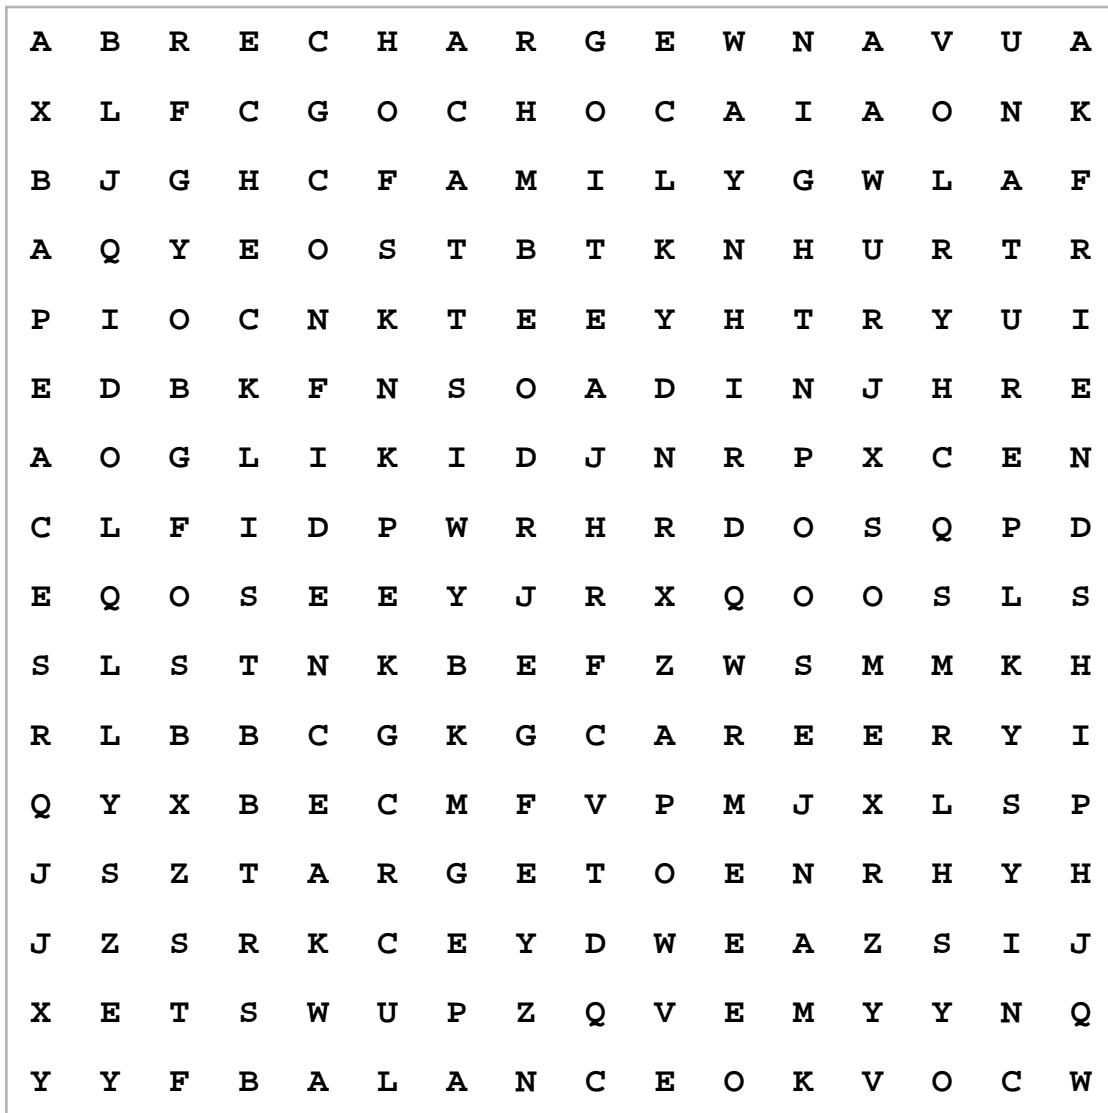 A B R E C H A R G E W N A V U A
X L F C G O C H O C A I A O N K
B J G H C F A M I L Y G W L A F
A Q Y E O S T B T K N H U R T R
P I O C N K T E E Y H T R Y U I
E D B K F N S O A D I N J H R E
A O G L I K I D J N R P X C E N
C L F I D P W R H R D O S Q P D
E Q O S E E Y J R X Q O O S L S
S L S T N K B E F Z W S M M K H
R L B B C G K G C A R E E R Y I
Q Y X B E C M F V P M J X L S P
J S Z T A R G E T O E N R H Y H
J Z S R K C E Y D W E A Z S I J
X E T S W U P Z Q V E M Y Y N Q
Y Y F B A L A N C E O K V O C W